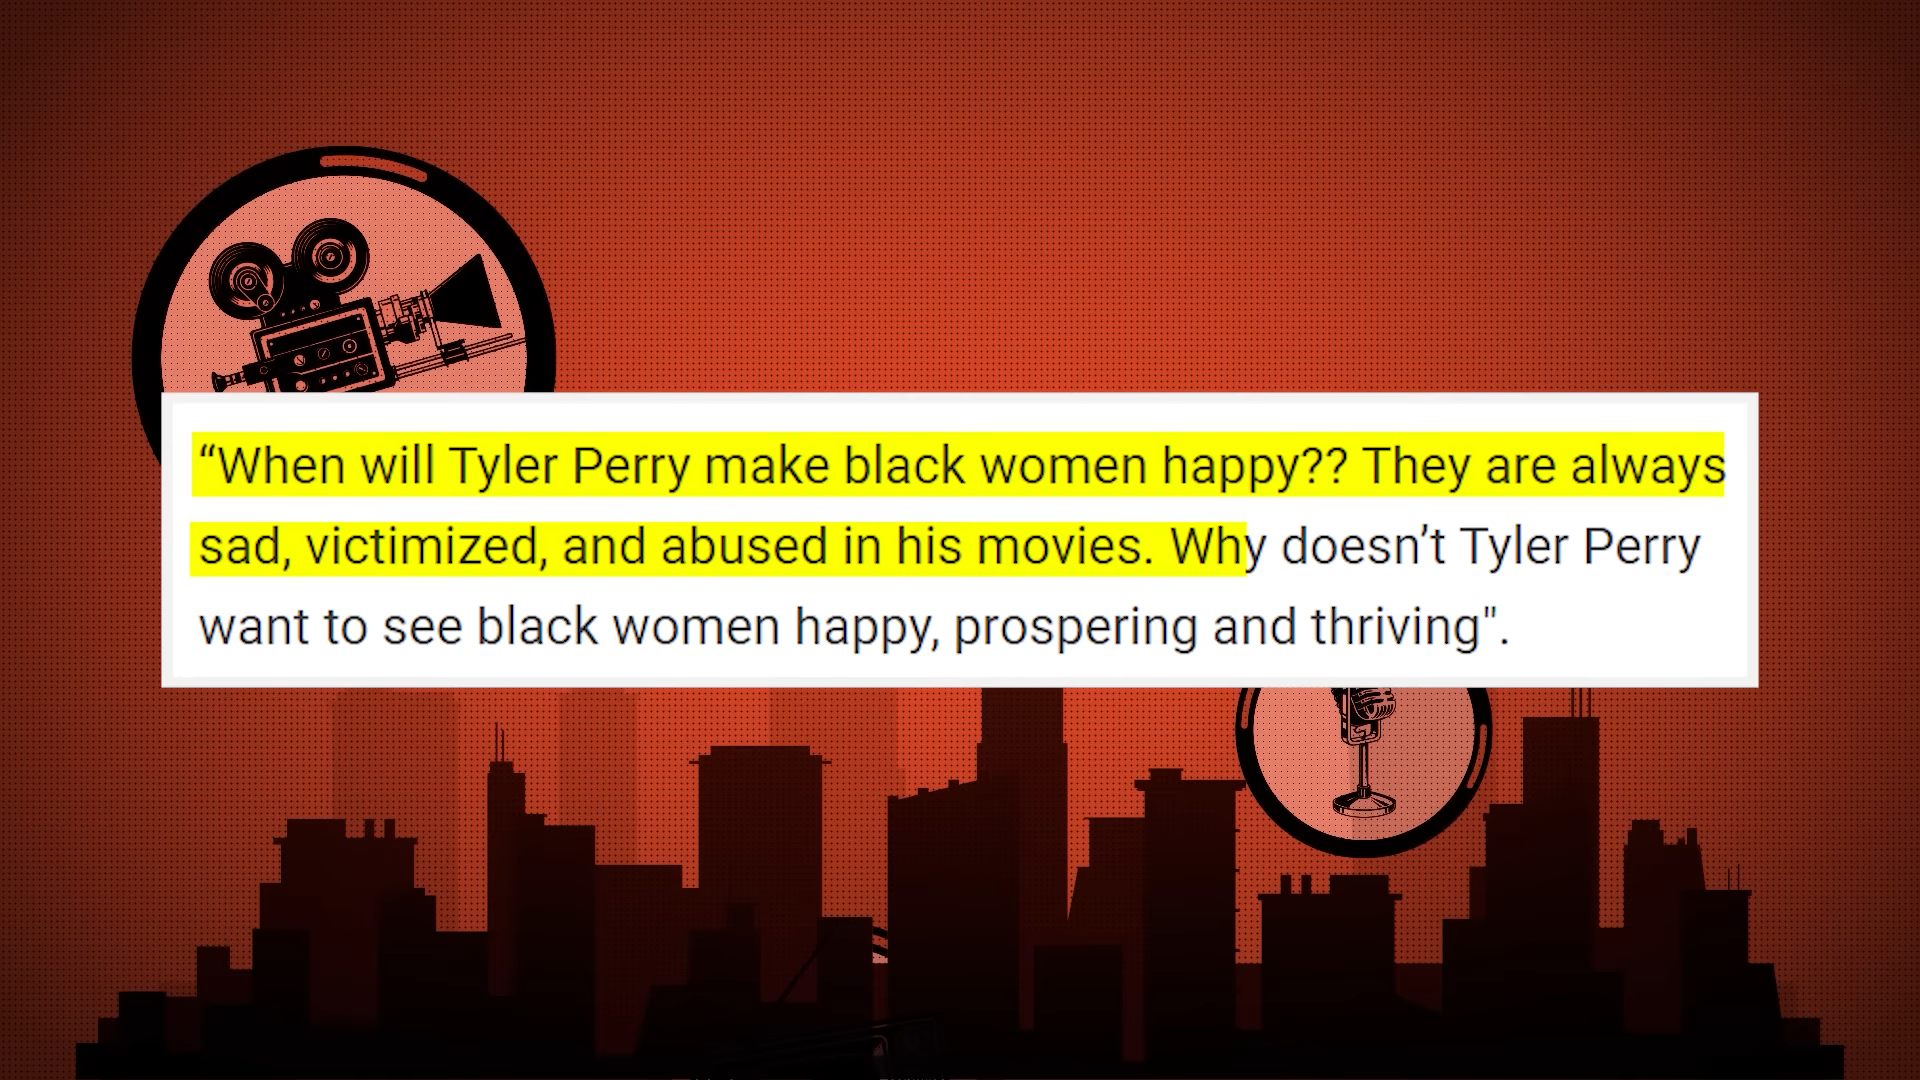 “When will Tyler Perry make black women happy?? They are always
sad, victimized, and abused in his movies. Why doesn’t Tyler Perry
want to see black women happy, prospering and thriving".